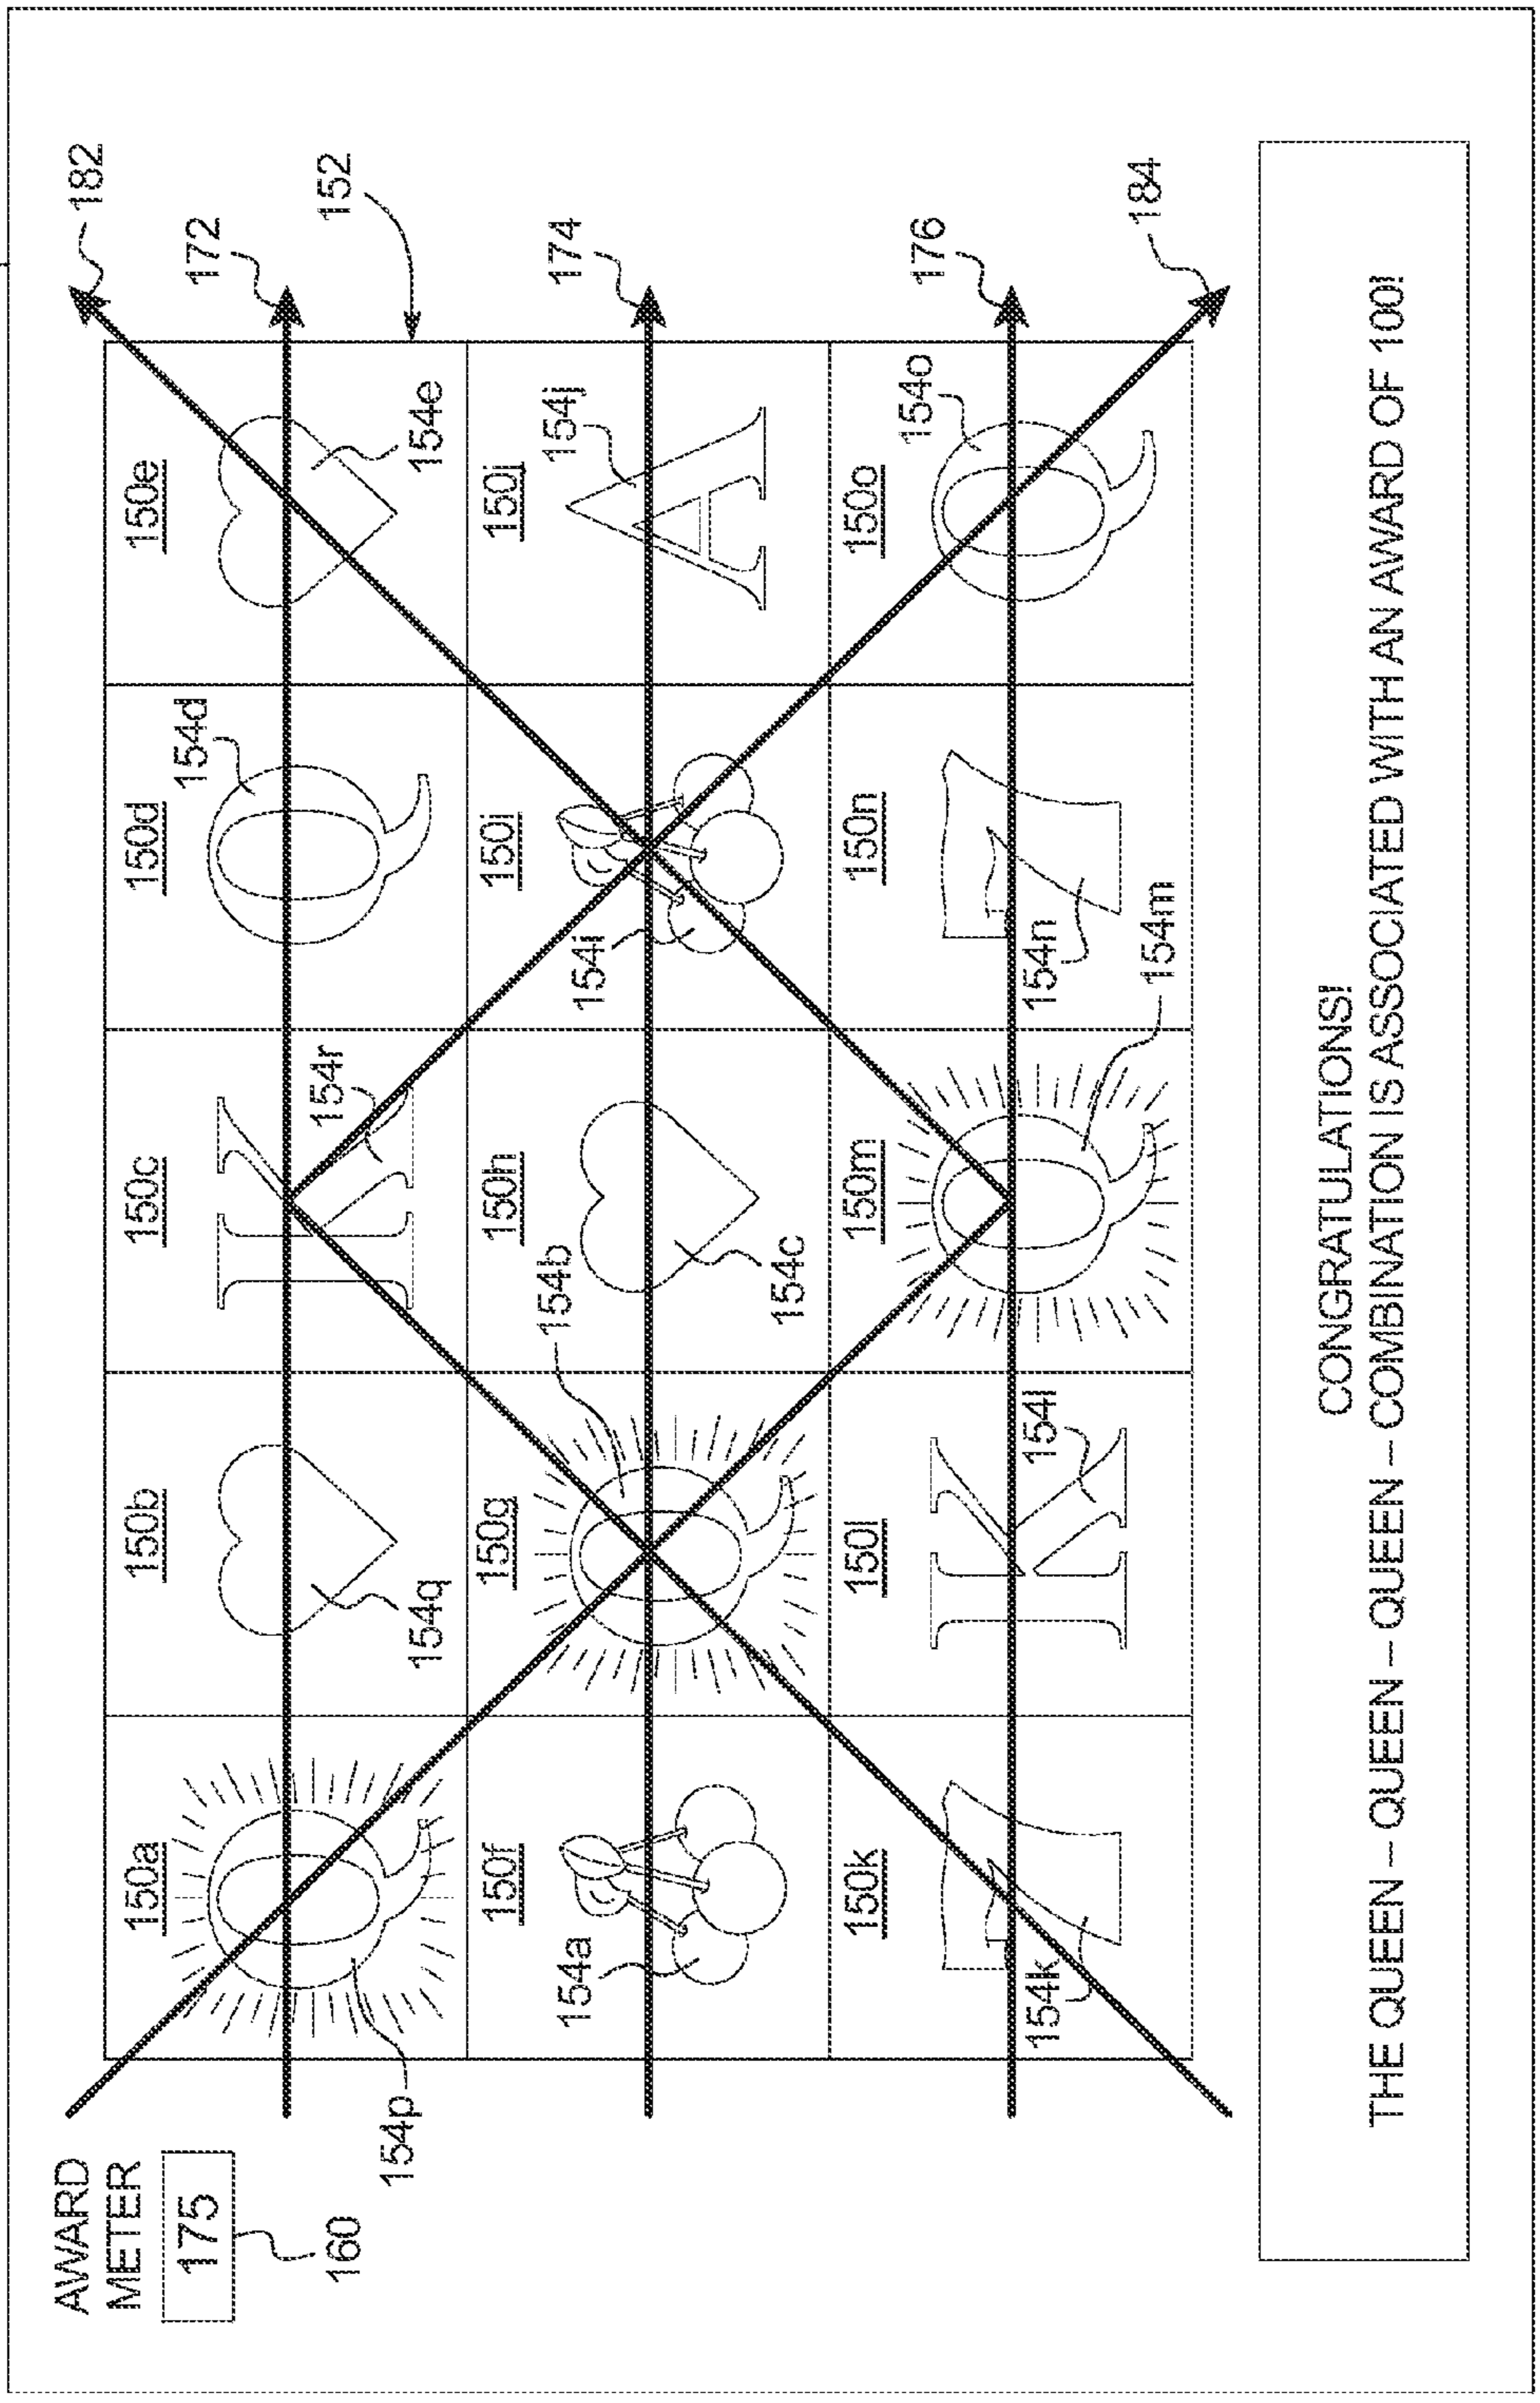 AWARD
METER
175
160
182
172
152
174
176
184
150a
150b
150c
150d
150e
Q
K
Q
154p
154q
154r
154d
154e
150f
150g
150h
150i
150j
Q
A
154a
154b
154c
154i
154j
150k
150l
150m
150n
150o
7
K
Q
7
Q
154k
154l
154m
154n
154o
CONGRATULATIONS!
THE QUEEN – QUEEN – QUEEN – COMBINATION IS ASSOCIATED WITH AN AWARD OF 100!